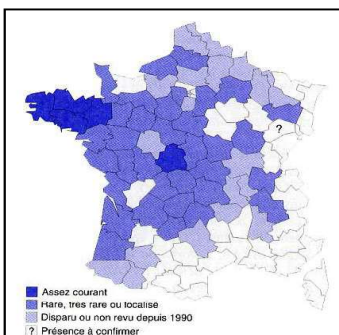 ?
Assez courant
Rare, très rare ou localisé
Disparu ou non revu depuis 1990
? Présence à confirmer